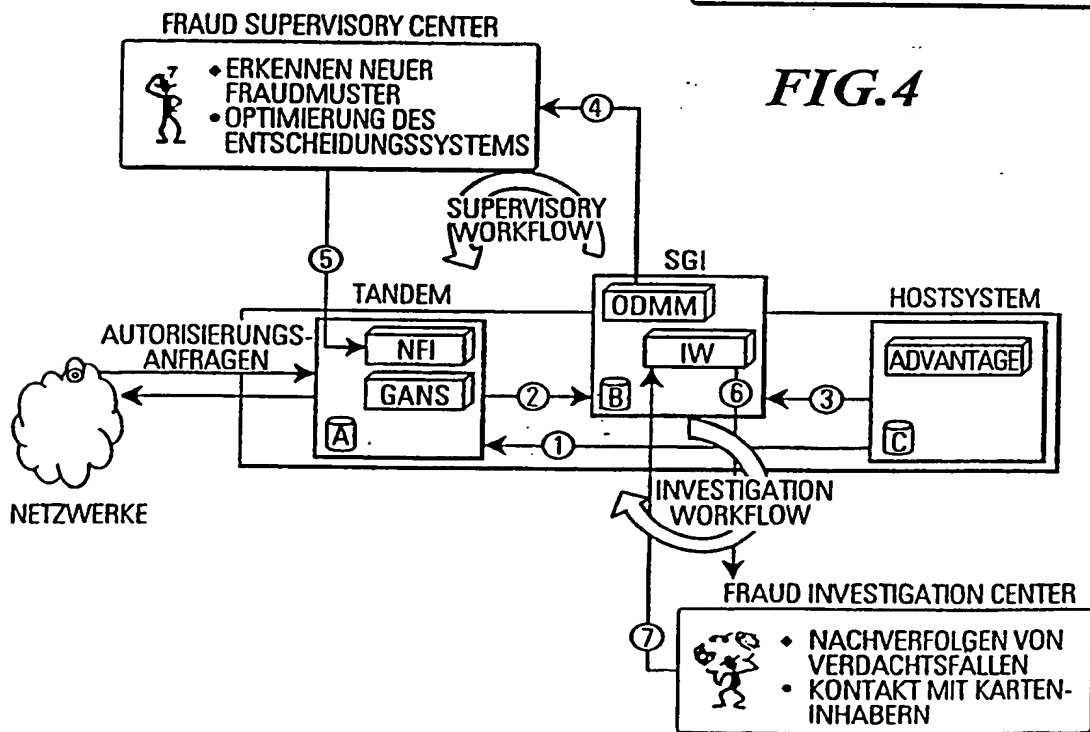 FRAUD SUPERVISORY CENTER
?
• ERKENNEN NEUER
FRAUDMUSTER
• OPTIMIERUNG DES
ENTSCHEIDUNGSSYSTEMS
FIG.4
4
SUPERVISORY
WORKFLOW
5
SGI
TANDEM
ODMM
HOSTSYSTEM
AUTORISIERUNGS-
ANFRAGEN
NFI
IW
ADVANTAGE
GANS
2
B
6
3
A
1
C
NETZWERKE
INVESTIGATION
WORKFLOW
FRAUD INVESTIGATION CENTER
7
• NACHVERFOLGEN VON
VERDACHTSFÄLLEN
• KONTAKT MIT KARTEN-
INHABERN